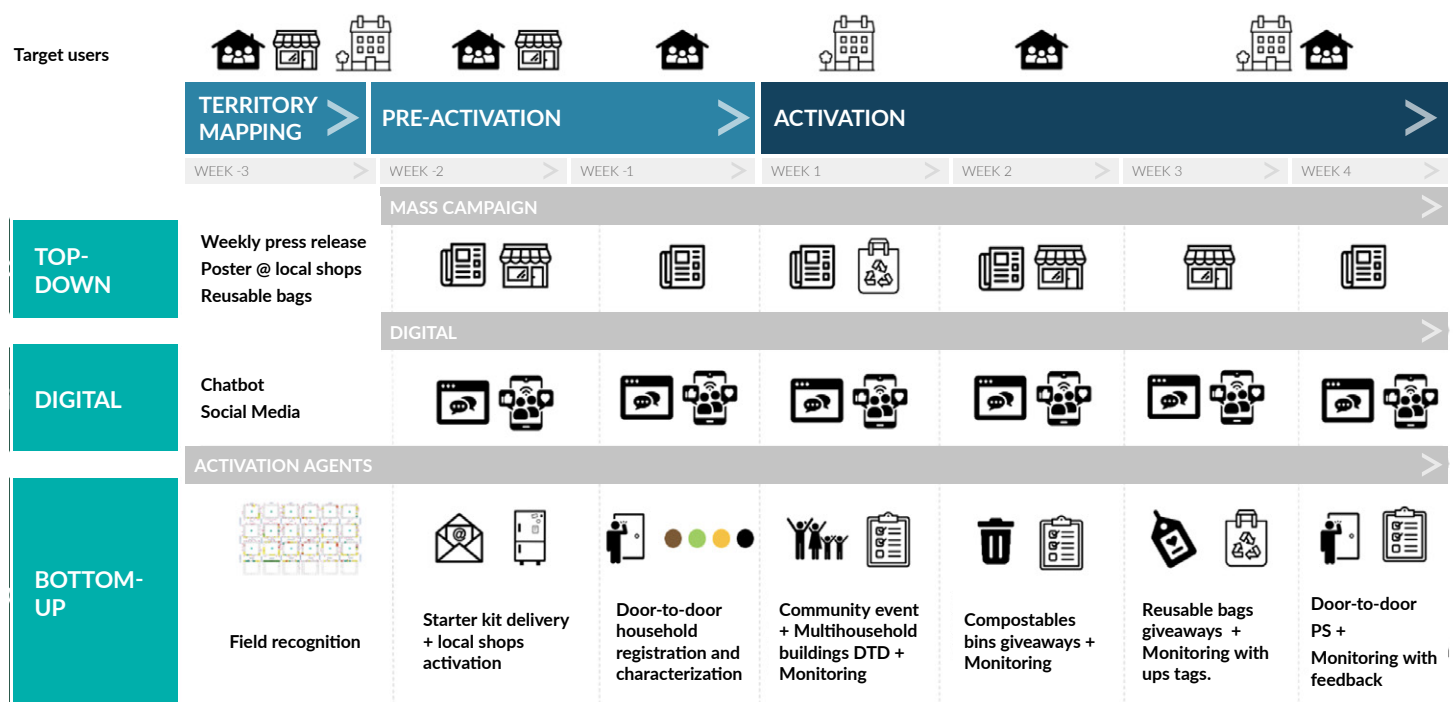 Target users
TERRITORY
MAPPING
PRE-ACTIVATION
ACTIVATION
WEEK -3
WEEK -2
WEEK -1
WEEK 1
WEEK 2
WEEK 3
WEEK 4
MASS CAMPAIGN
TOP-
DOWN
Weekly press release
Poster @ local shops
Reusable bags
DIGITAL
DIGITAL
Chatbot
Social Media
ACTIVATION AGENTS
BOTTOM-
UP
@
Field recognition
Starter kit delivery
+ local shops
activation
Door-to-door
household
registration and
characterization
Community event
+ Multihousehold
buildings DTD +
Monitoring
Compostables
bins giveaways +
Monitoring
Reusable bags
giveaways +
Monitoring with
ups tags.
Door-to-door
PS +
Monitoring with
feedback